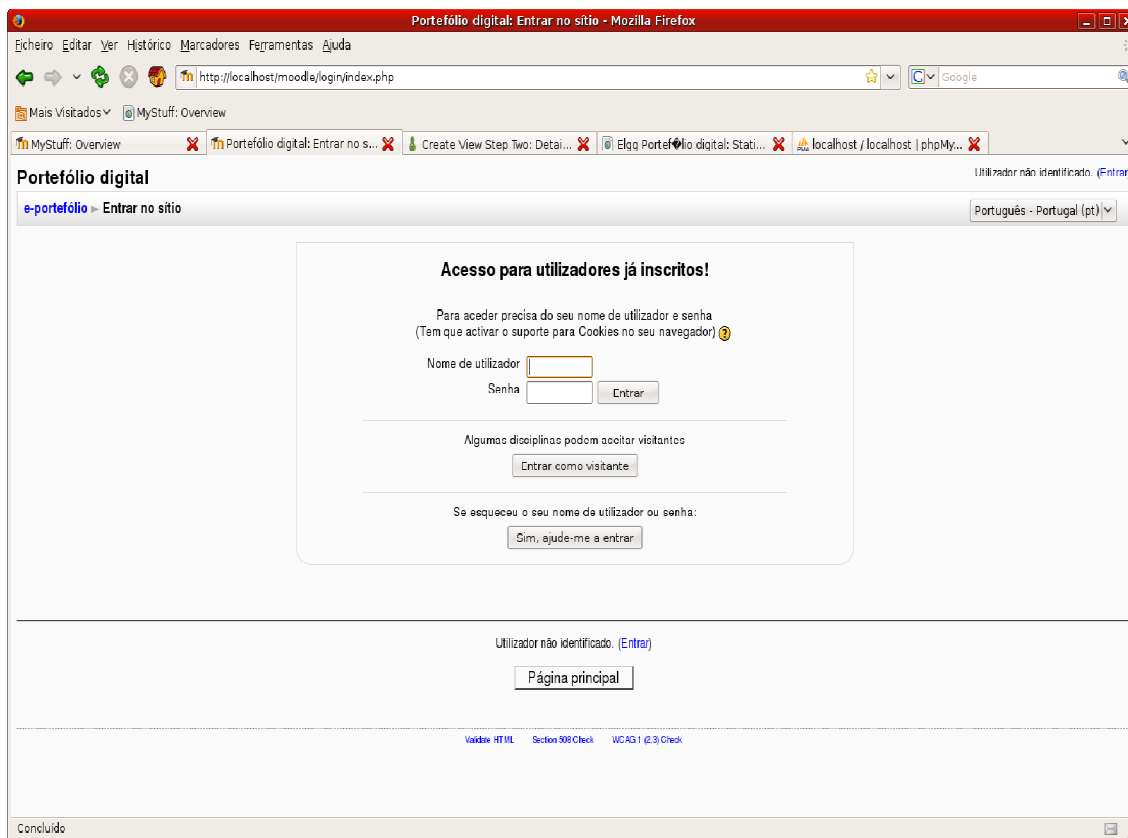 Portefólio digital: Entrar no sítio - Mozilla Firefox
Ficheiro Editar Ver Histórico Marcadores Ferramentas Ajuda
http://localhost/moodle/login/index.php
Google
Mais Visitados MyStuff: Overview
MyStuff: Overview Portefólio digital: Entrar no s... Create View Step Two: Detai... Elgg Portef�lio digital: Stati... localhost / localhost | phpMy...
Portefólio digital
Utilizador não identificado. (Entrar
e-portefólio ► Entrar no sítio
Português - Portugal (pt)
Acesso para utilizadores já inscritos!
Para aceder precisa do seu nome de utilizador e senha
(Tem que activar o suporte para Cookies no seu navegador) ?
Nome de utilizador
Senha Entrar
Algumas disciplinas podem aceitar visitantes
Entrar como visitante
Se esqueceu o seu nome de utilizador ou senha:
Sim, ajude-me a entrar
Utilizador não identificado. (Entrar)
Página principal
Validate HTML Section 508 Check WCAG 1 (2,3) Check
Concluído